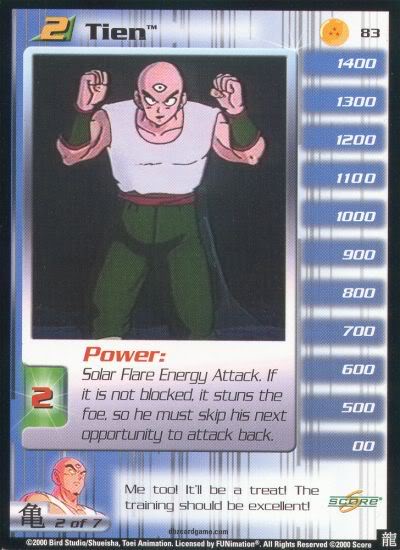 2 Tien™ 83
1400
1300
1200
1100
1000
900
800
700
600
500
00
Power:
2
Solar Flare Energy Attack. If
it is not blocked, it stuns the
foe, so he must skip his next
opportunity to attack back.
Me too! It'll be a treat! The
training should be excellent!
SCORE
亀 2 of 7
龍
dbzcardgame.com
©2000 Bird Studio/Shueisha, Toei Animation. Licensed by FUNimation®. All Rights Reserved ©2000 Score